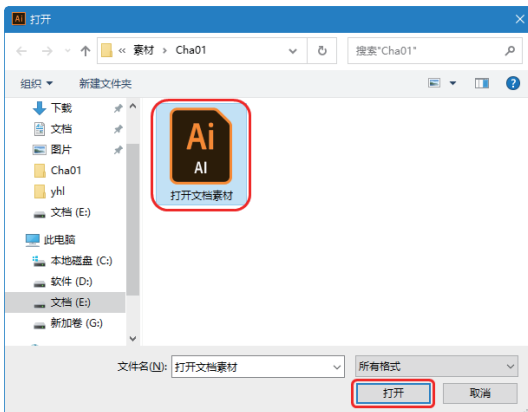 Ai 打开
« 素材 › Cha01
搜索"Cha01"
组织 新建文件夹
下载
文档
图片
Cha01
yhl
文档 (E:)
此电脑
本地磁盘 (C:)
软件 (D:)
文档 (E:)
新加卷 (G:)
Ai
AI
打开文档素材
文件名(N): 打开文档素材
所有格式
打开 取消